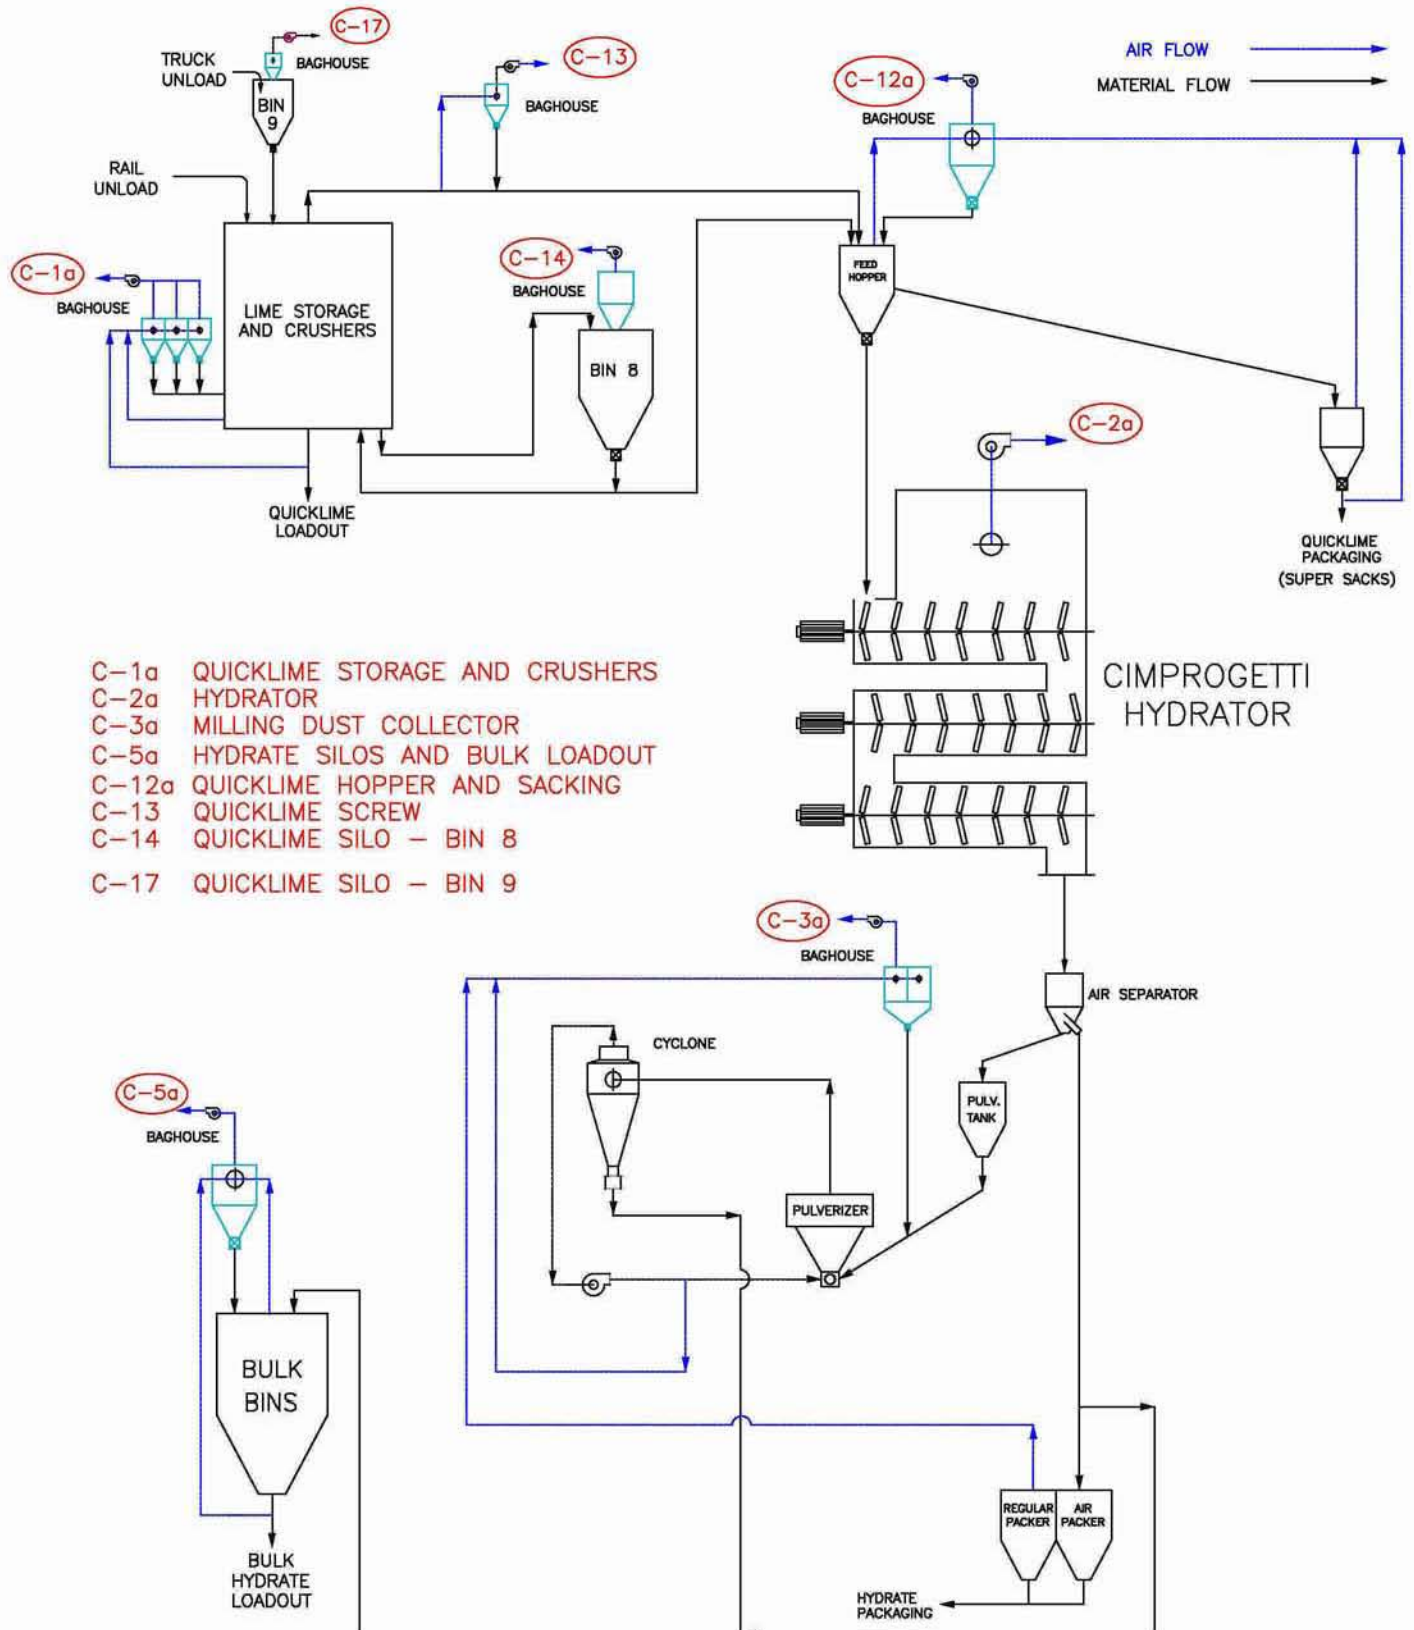 C-17
TRUCK
UNLOAD
BAGHOUSE
BIN
9
C-13
BAGHOUSE
C-12a
BAGHOUSE
AIR FLOW
MATERIAL FLOW
RAIL
UNLOAD
C-1a
BAGHOUSE
LIME STORAGE
AND CRUSHERS
C-14
BAGHOUSE
BIN 8
FEED
HOPPER
C-2a
QUICKLIME
LOADOUT
QUICKLIME
PACKAGING
(SUPER SACKS)
C-1a QUICKLIME STORAGE AND CRUSHERS
C-2a HYDRATOR
C-3a MILLING DUST COLLECTOR
C-5a HYDRATE SILOS AND BULK LOADOUT
C-12a QUICKLIME HOPPER AND SACKING
C-13 QUICKLIME SCREW
C-14 QUICKLIME SILO - BIN 8
C-17 QUICKLIME SILO - BIN 9
CIMPROGETTI
HYDRATOR
C-3a
BAGHOUSE
AIR SEPARATOR
CYCLONE
PULV.
TANK
C-5a
BAGHOUSE
PULVERIZER
BULK
BINS
REGULAR
PACKER
AIR
PACKER
BULK
HYDRATE
LOADOUT
HYDRATE
PACKAGING